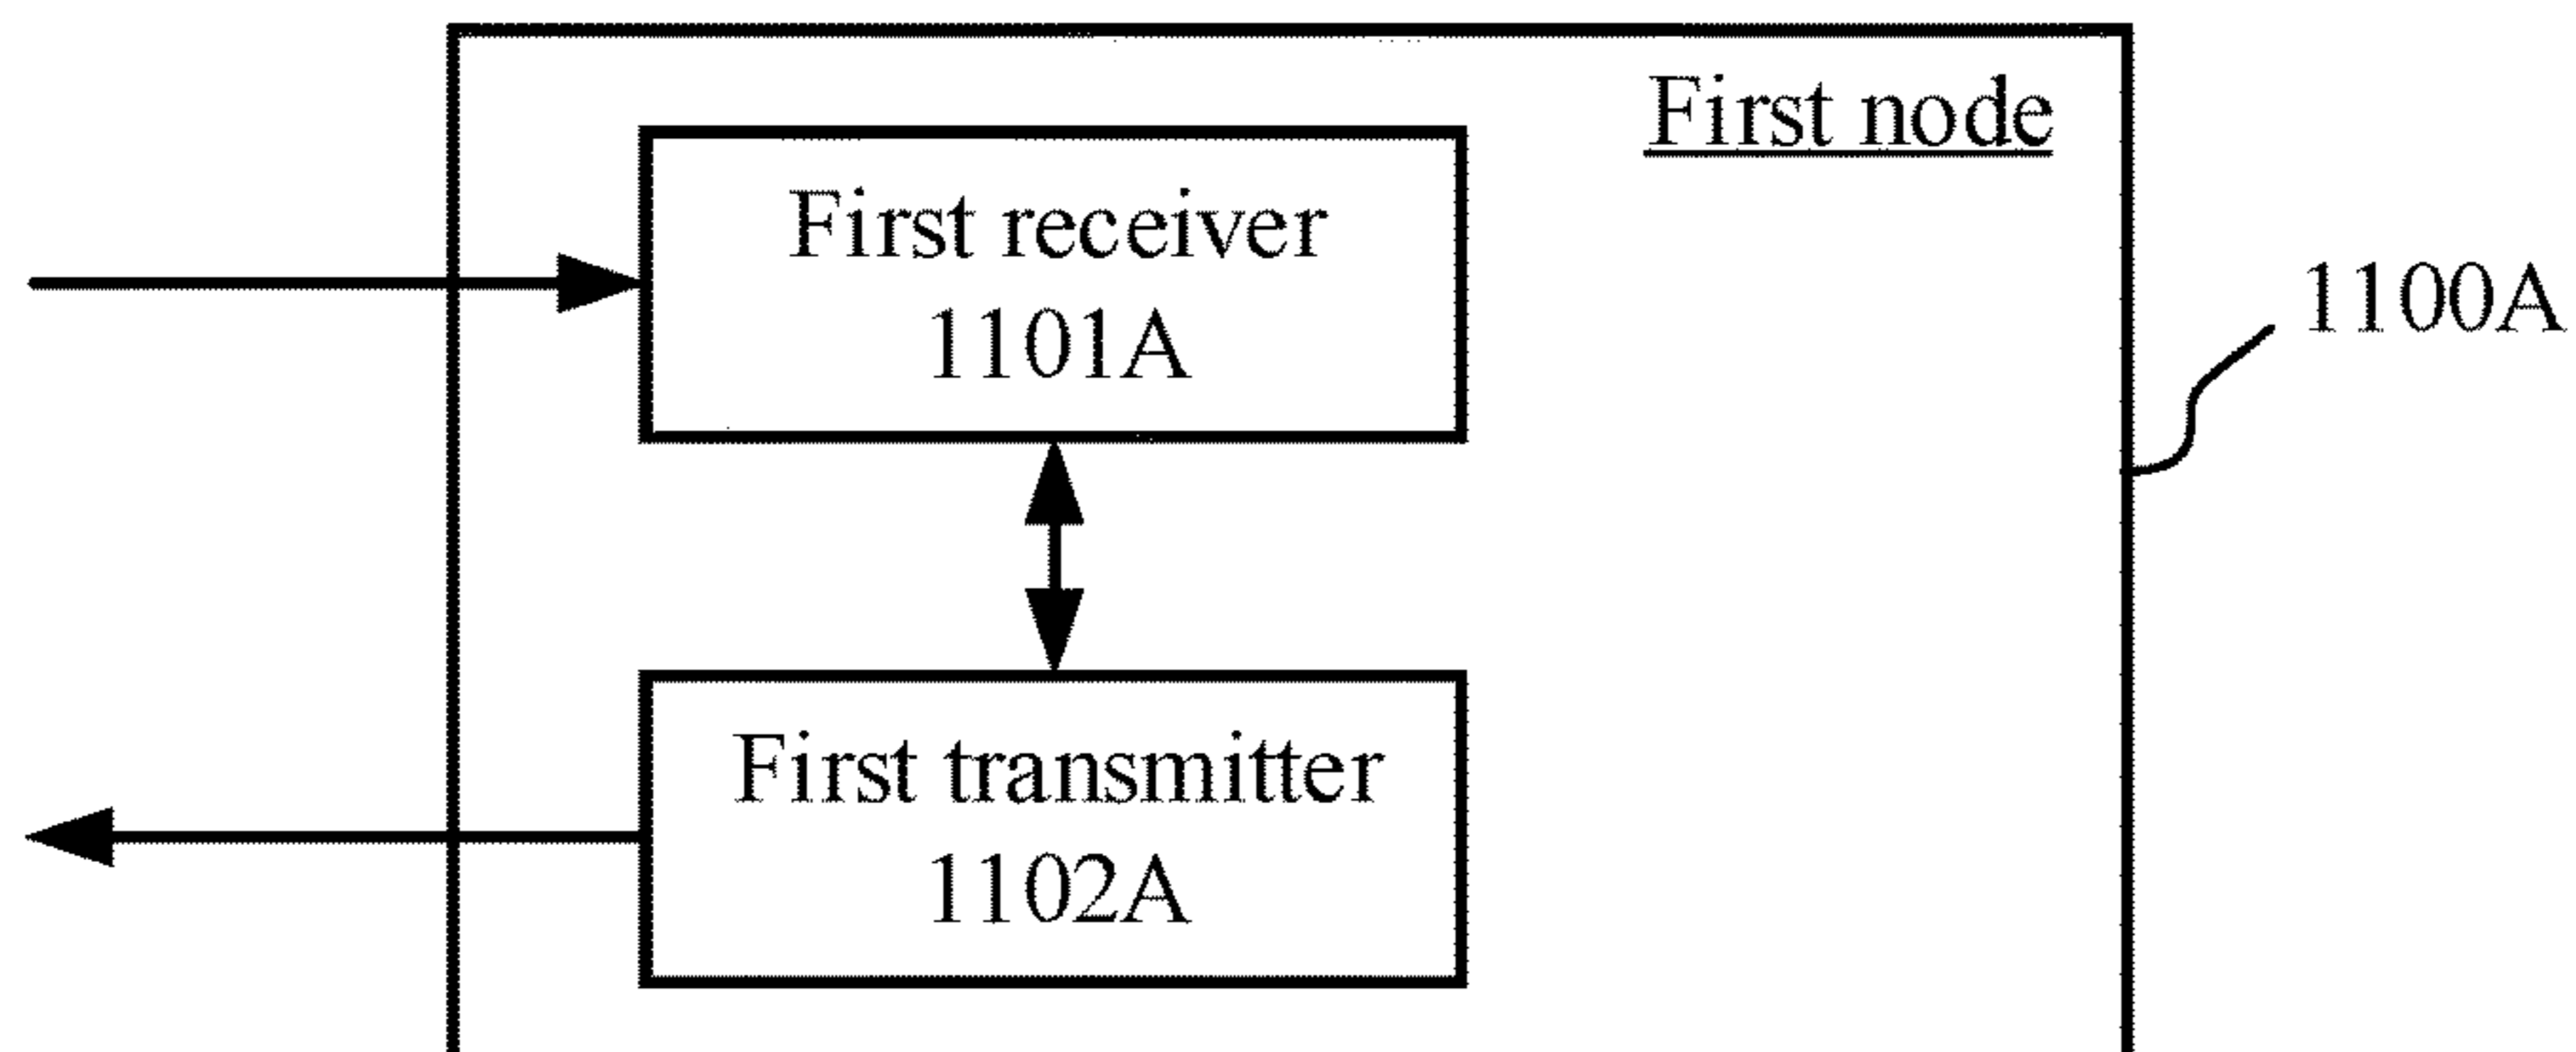 First node
First receiver
1101A
1100A
First transmitter
1102A